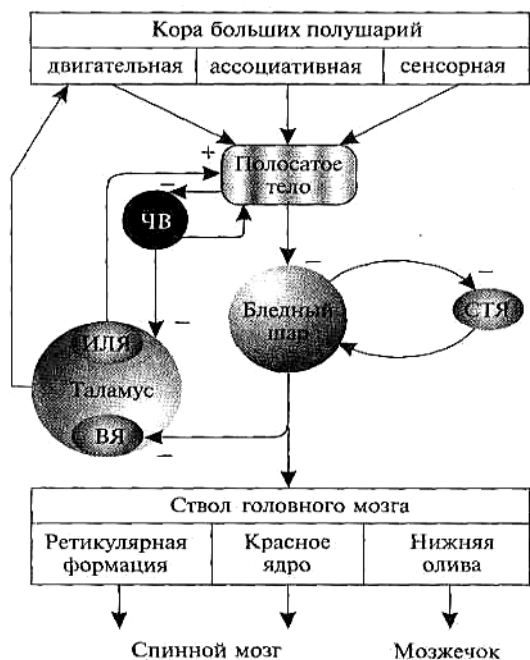 Кора больших полушарий
двигательная ассоциативная сенсорная
+
Полосатое
тело
−
ЧВ
−
Бледный
шар
−
СТЯ
−
ИЛЯ
Таламус
ВЯ
−
Ствол головного мозга
Ретикулярная
формация
Красное
ядро
Нижняя
олива
Спинной мозг
Мозжечок